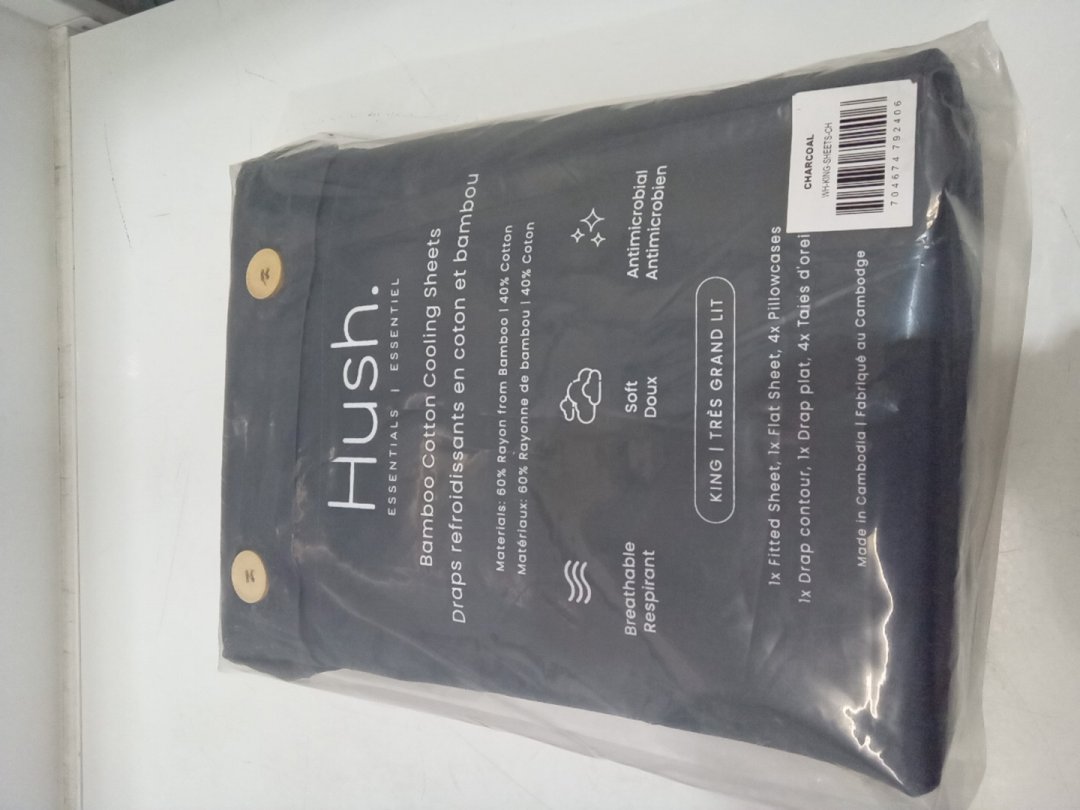 Hush.
ESSENTIALS | ESSENTIEL
Bamboo Cotton Cooling Sheets
Draps refroidissants en coton et bambou
Materials: 60% Rayon from Bamboo | 40% Cotton
Matériaux: 60% Rayonne de bambou | 40% Coton
Breathable
Respirant
Soft
Doux
Antimicrobial
Antimicrobien
KING | TRÈS GRAND LIT
1x Fitted Sheet, 1x Flat Sheet, 4x Pillowcases
1x Drap contour, 1x Drap plat, 4x Taies d'orei
Made in Cambodia | Fabriqué au Cambodge
CHARCOAL
WH-KING-SHEETS-CH
704674792406